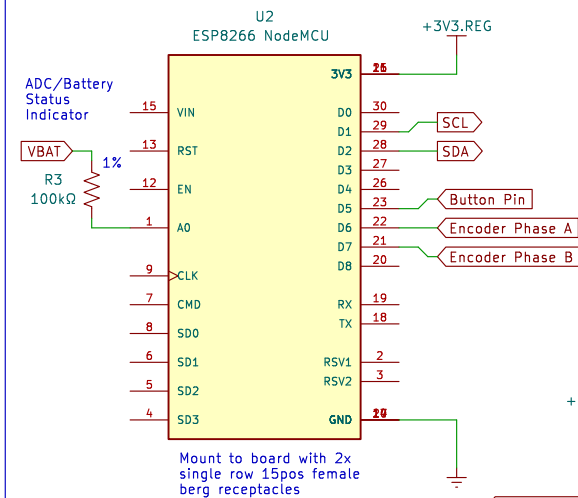 U2
ESP8266 NodeMCU
+3V3.REG
ADC/Battery
Status
Indicator
VBAT
1%
R3
100kΩ
15 VIN
13 RST
12 EN
1 A0
9 CLK
7 CMD
8 SD0
6 SD1
5 SD2
4 SD3
3V3
D0 30
D1 29 SCL
D2 28 SDA
D3 27
D4 26
D5 23 Button Pin
D6 22 Encoder Phase A
D7 21 Encoder Phase B
D8 20
RX 19
TX 18
RSV1 2
RSV2 3
GND
+
Mount to board with 2x
single row 15pos female
berg receptacles